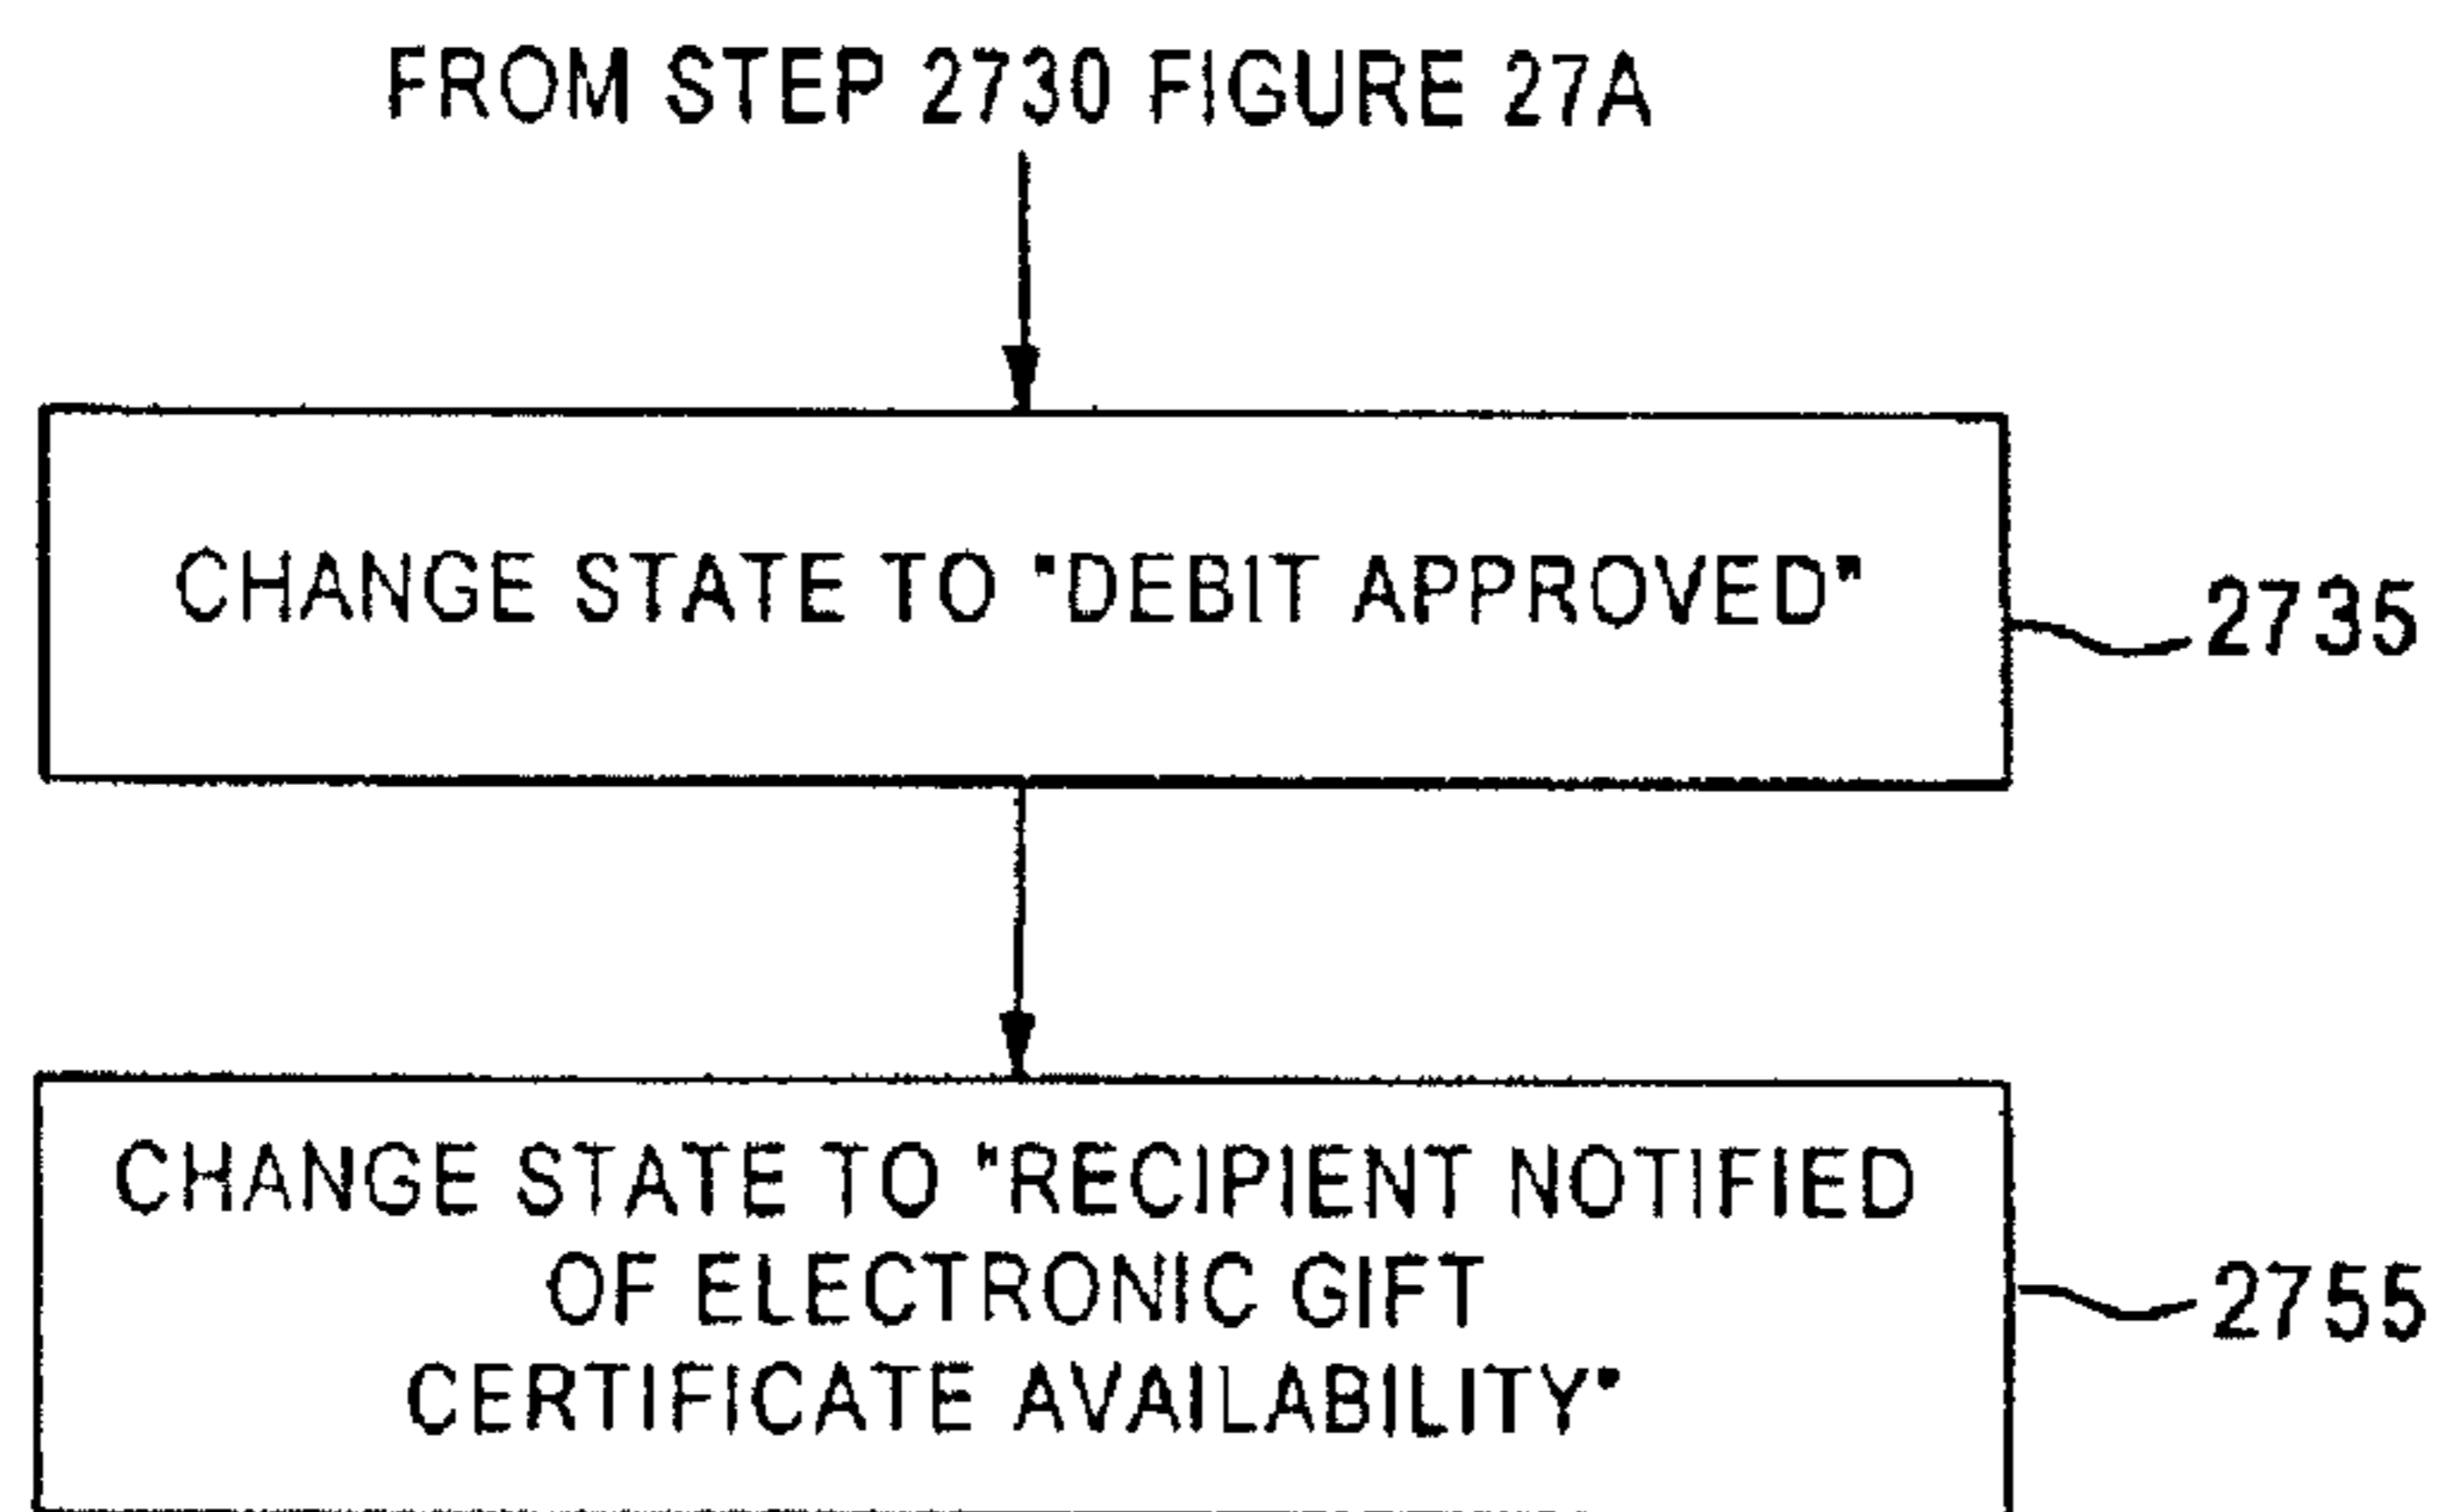 FROM STEP 2730 FIGURE 27A
CHANGE STATE TO "DEBIT APPROVED"
2735
CHANGE STATE TO "RECIPIENT NOTIFIED
OF ELECTRONIC GIFT
CERTIFICATE AVAILABILITY"
2755